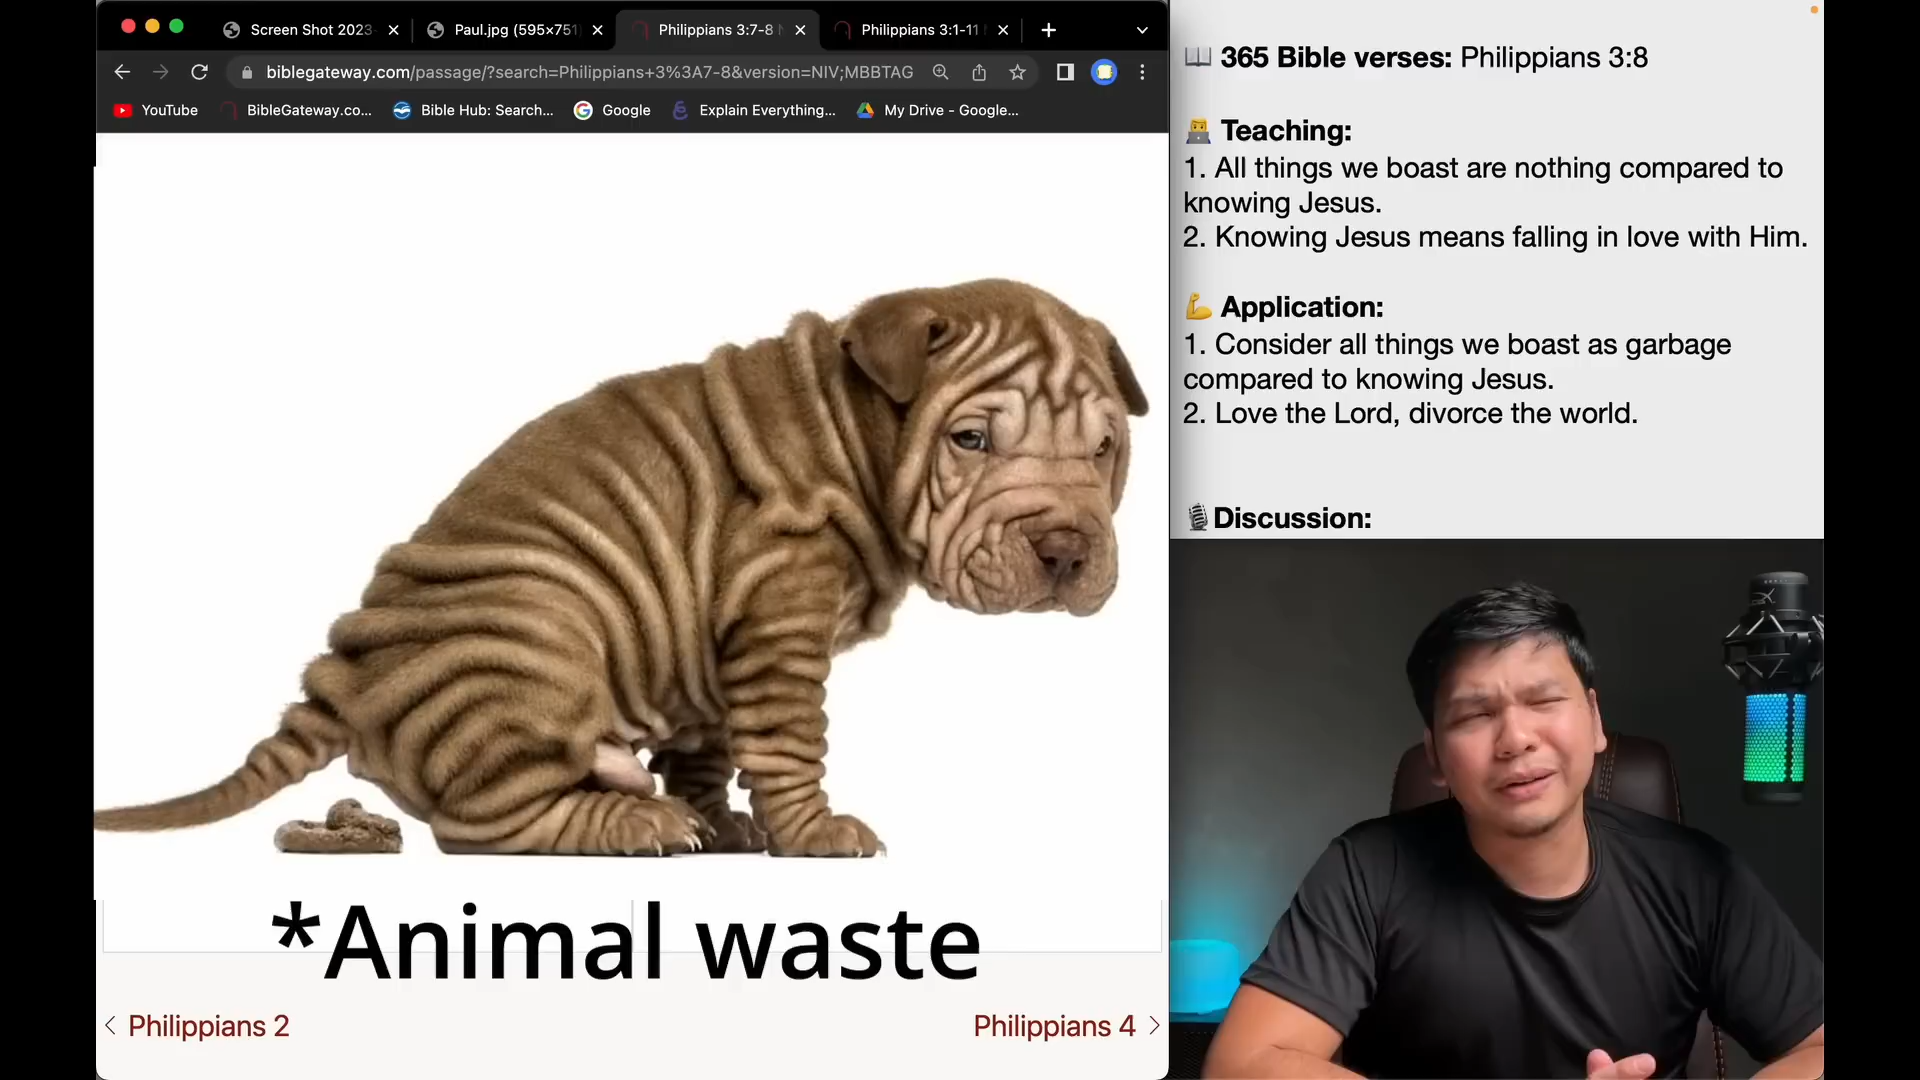 Screen Shot 2023
Paul.jpg (595×751
Philippians 3:7-8
Philippians 3:1-11
biblegateway.com/passage/?search=Philippians+3%3A7-8&version=NIV;MBBTAG
YouTube
BibleGateway.co...
Bible Hub: Search...
Google
Explain Everything...
My Drive - Google...
*Animal waste
Philippians 2
Philippians 4
365 Bible verses: Philippians 3:8
Teaching:
1. All things we boast are nothing compared to
knowing Jesus.
2. Knowing Jesus means falling in love with Him.
Application:
1. Consider all things we boast as garbage
compared to knowing Jesus.
2. Love the Lord, divorce the world.
Discussion: